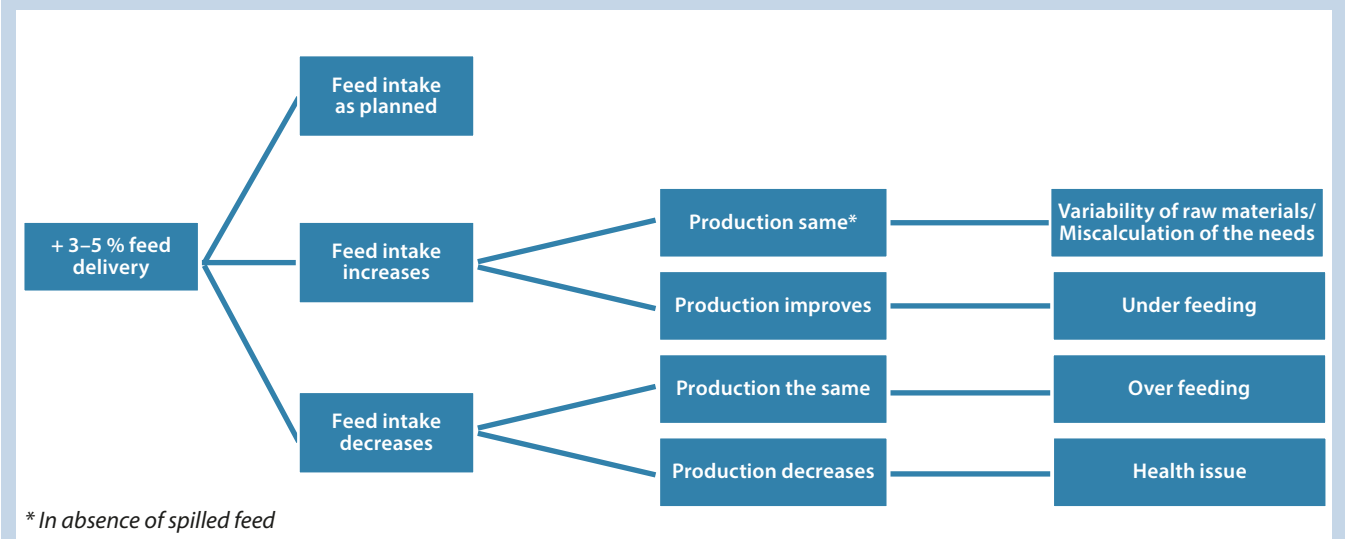 + 3–5 % feed
delivery
Feed intake
as planned
Feed intake
increases
Feed intake
decreases
Production same*
Production improves
Production the same
Production decreases
Variability of raw materials/
Miscalculation of the needs
Under feeding
Over feeding
Health issue
* In absence of spilled feed